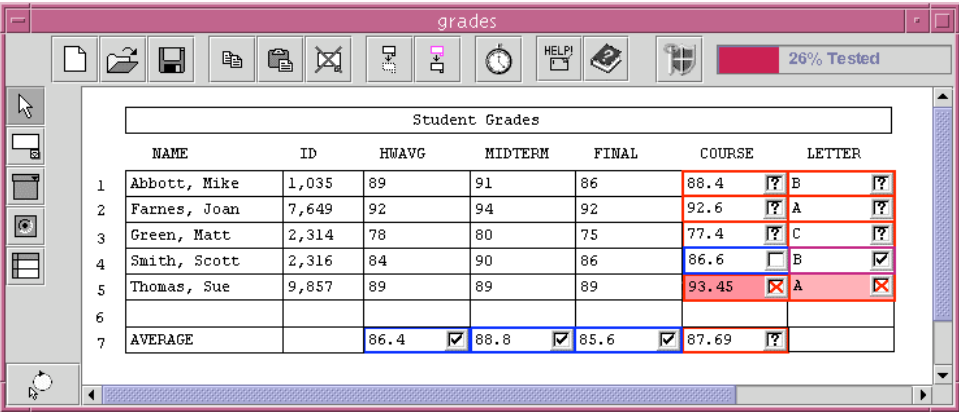 grades
HELP!
26% Tested
Student Grades
NAME ID HWAVG MIDTERM FINAL COURSE LETTER
1 Abbott, Mike 1,035 89 91 86 88.4 ? B ?
2 Farnes, Joan 7,649 92 94 92 92.6 ? A ?
3 Green, Matt 2,314 78 80 75 77.4 ? C ?
4 Smith, Scott 2,316 84 90 86 86.6 B
5 Thomas, Sue 9,857 89 89 89 93.45 A
6
7 AVERAGE 86.4 88.8 85.6 87.69 ?